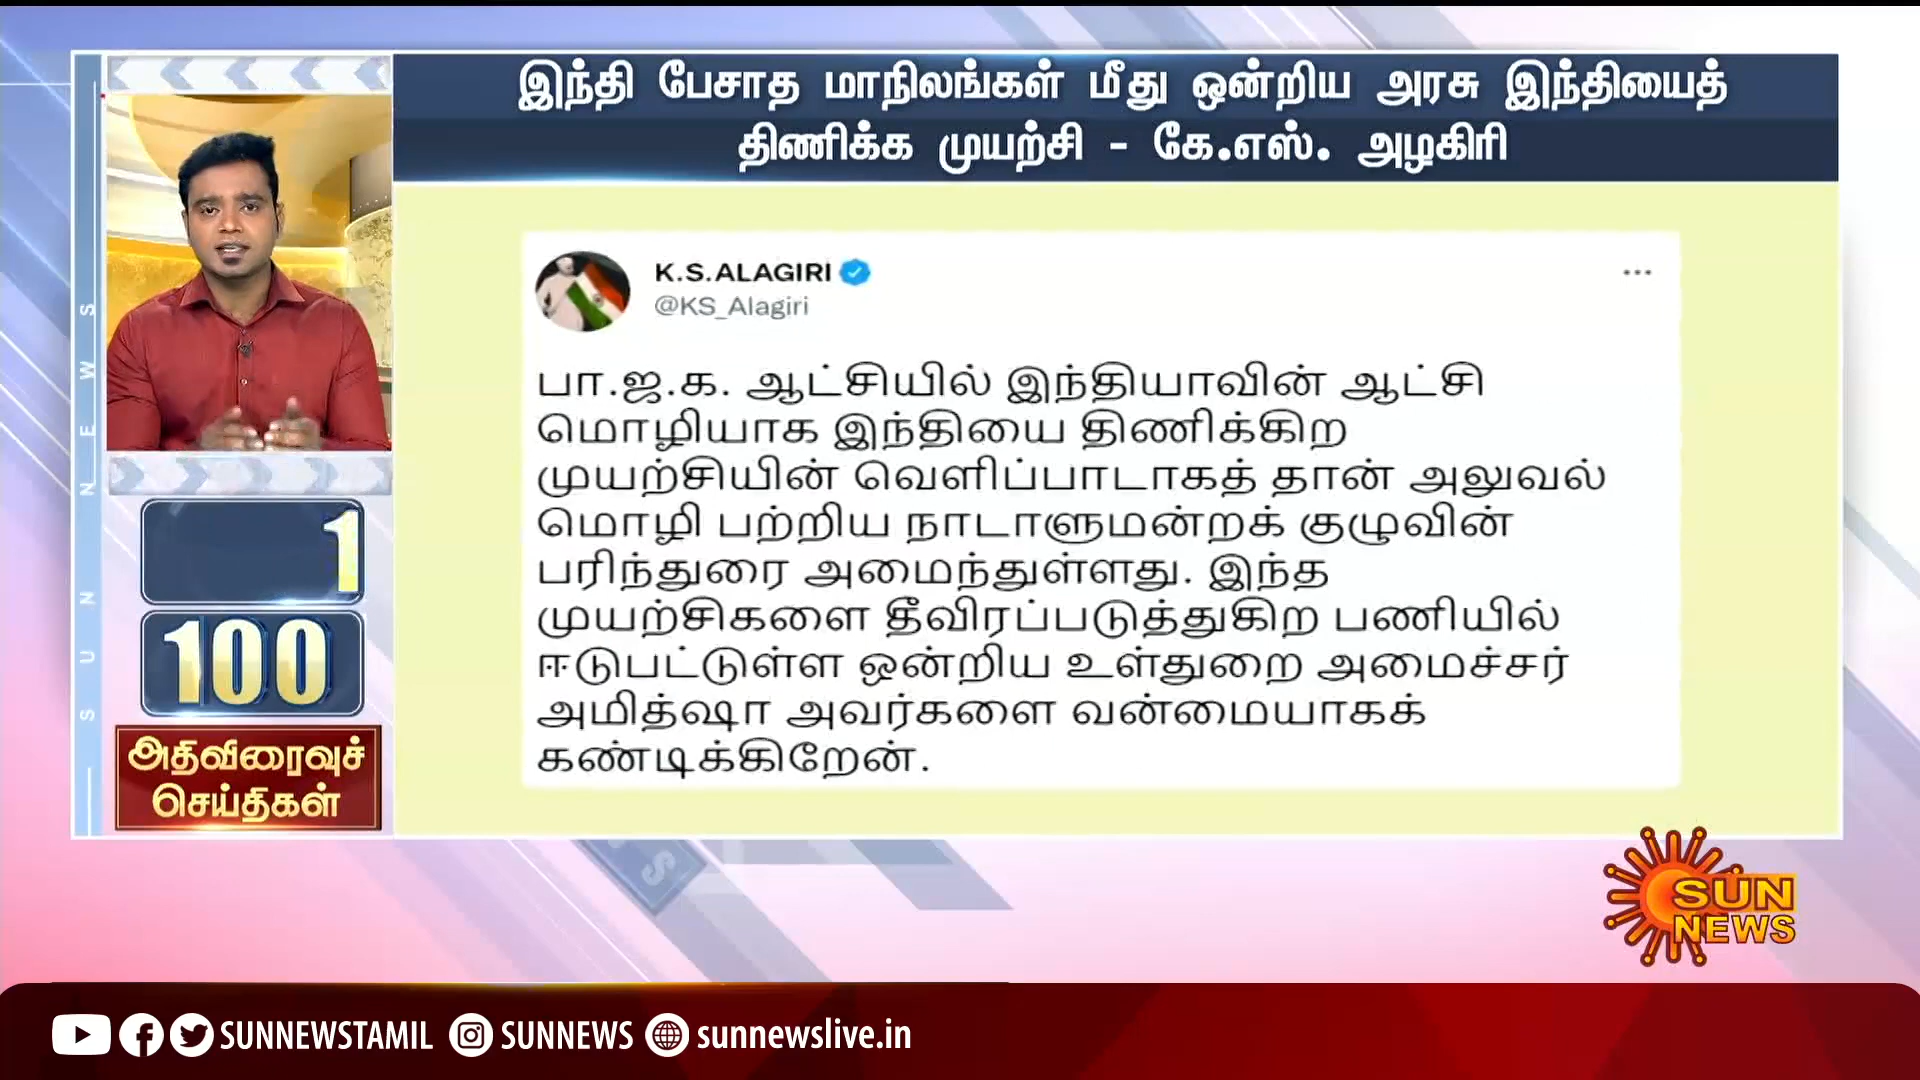 இந்தி பேசாத மாநிலங்கள் மீது ஒன்றிய அரசு இந்தியைத்
திணிக்க முயற்சி - கே.எஸ். அழகிரி
K.S.ALAGIRI
@KS_Alagiri
பா.ஜ.க. ஆட்சியில் இந்தியாவின் ஆட்சி
மொழியாக இந்தியை திணிக்கிற
முயற்சியின் வெளிப்பாடாகத் தான் அலுவல்
மொழி பற்றிய நாடாளுமன்றக் குழுவின்
பரிந்துரை அமைந்துள்ளது. இந்த
முயற்சிகளை தீவிரப்படுத்துகிற பணியில்
ஈடுபட்டுள்ள ஒன்றிய உள்துறை அமைச்சர்
அமித்ஷா அவர்களை வன்மையாகக்
கண்டிக்கிறேன்.
SUN NEWS
1
100
அதிவிரைவுச்
செய்திகள்
SUN
NEWS
SUNNEWSTAMIL SUNNEWS sunnewslive.in